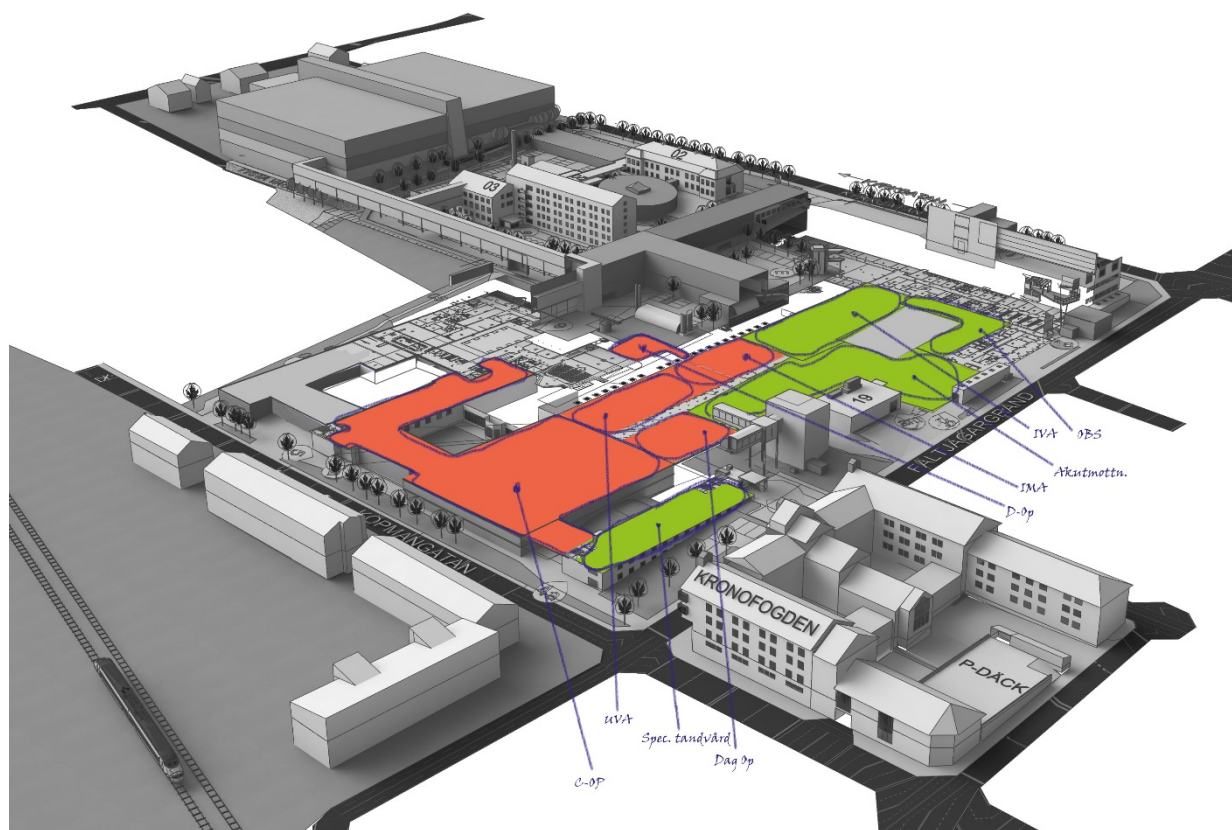 02
03
19
IVA
OBS
Akutmottn.
IMA
D-Op
FÄLTJÄGARGRÄND
KÖPMANGATAN
KRONOFOGDEN
P-DÄCK
UVA
Spec. tandvård
Dag Op
C-OP